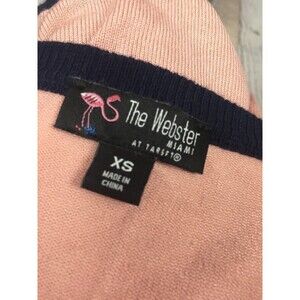 The Webster
MIAMI
AT TARGET®
XS
MADE IN
CHINA